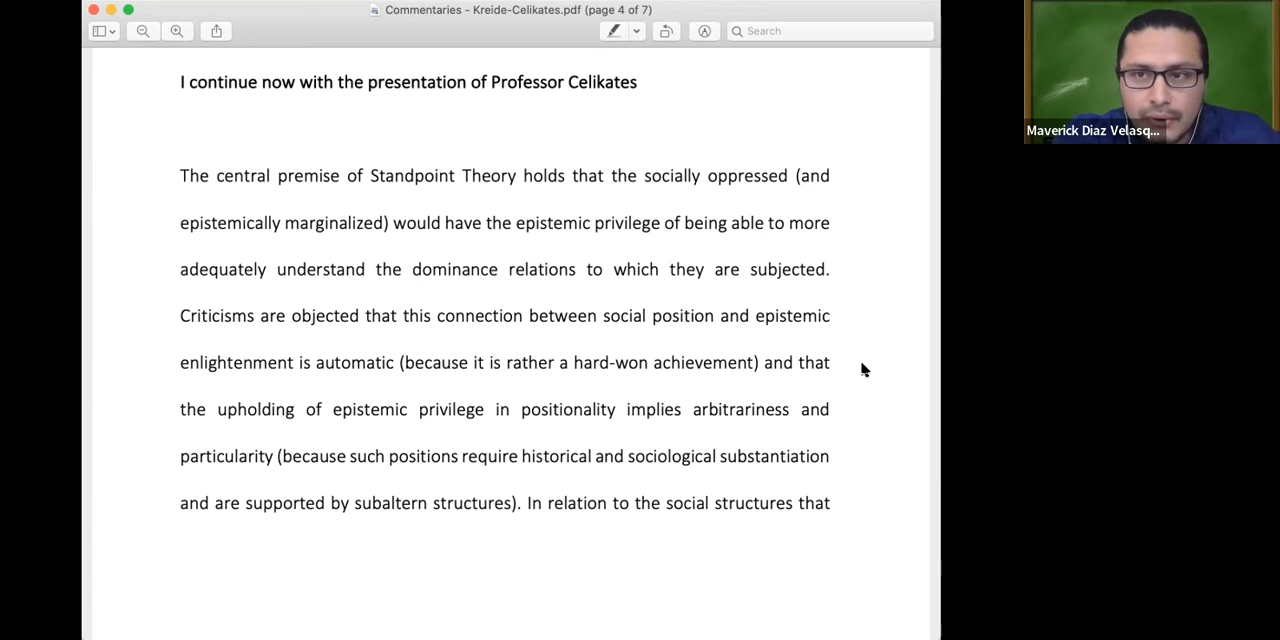 Commentaries - Kreide-Celikates.pdf (page 4 of 7)
Search
I continue now with the presentation of Professor Celikates
The central premise of Standpoint Theory holds that the socially oppressed (and
epistemically marginalized) would have the epistemic privilege of being able to more
adequately understand the dominance relations to which they are subjected.
Criticisms are objected that this connection between social position and epistemic
enlightenment is automatic (because it is rather a hard-won achievement) and that
the upholding of epistemic privilege in positionality implies arbitrariness and
particularity (because such positions require historical and sociological substantiation
and are supported by subaltern structures). In relation to the social structures that
Maverick Diaz Velasq...